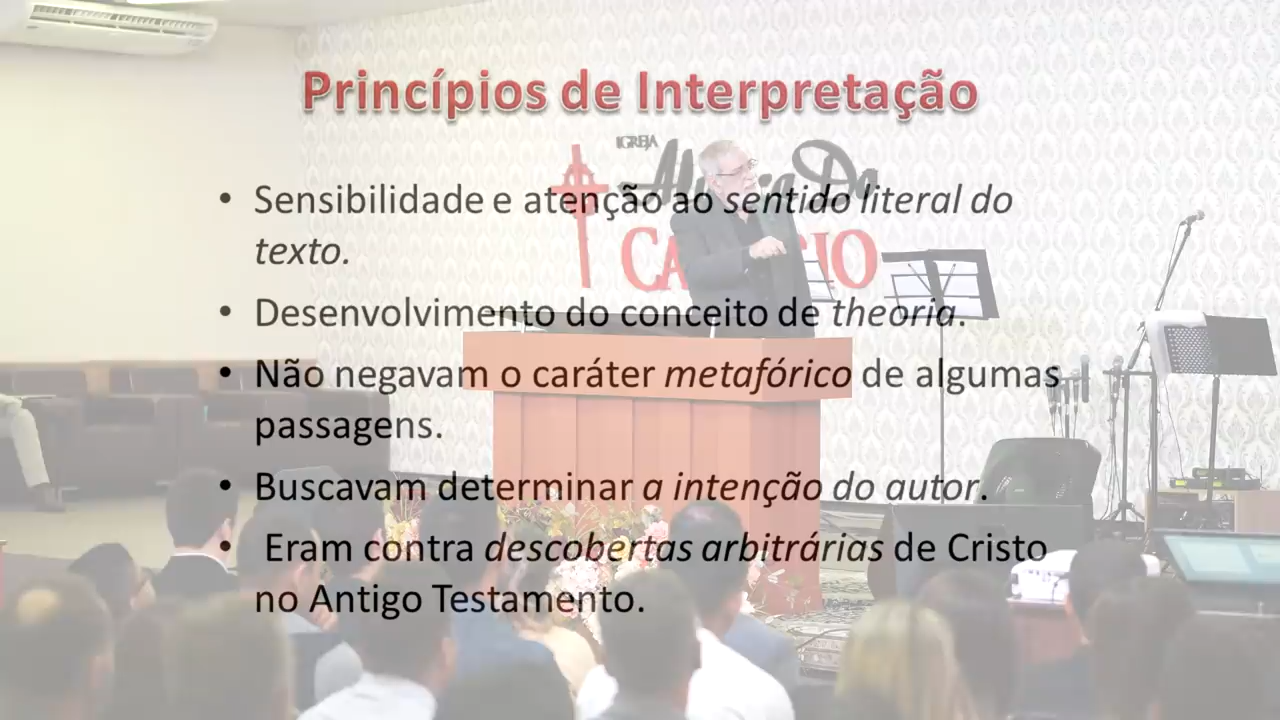 Princípios de Interpretação
IGREJA
• Sensibilidade e atenção ao sentido literal do
texto.
• Desenvolvimento do conceito de theoria.
• Não negavam o caráter metafórico de algumas
passagens.
• Buscavam determinar a intenção do autor.
• Eram contra descobertas arbitrárias de Cristo
no Antigo Testamento.